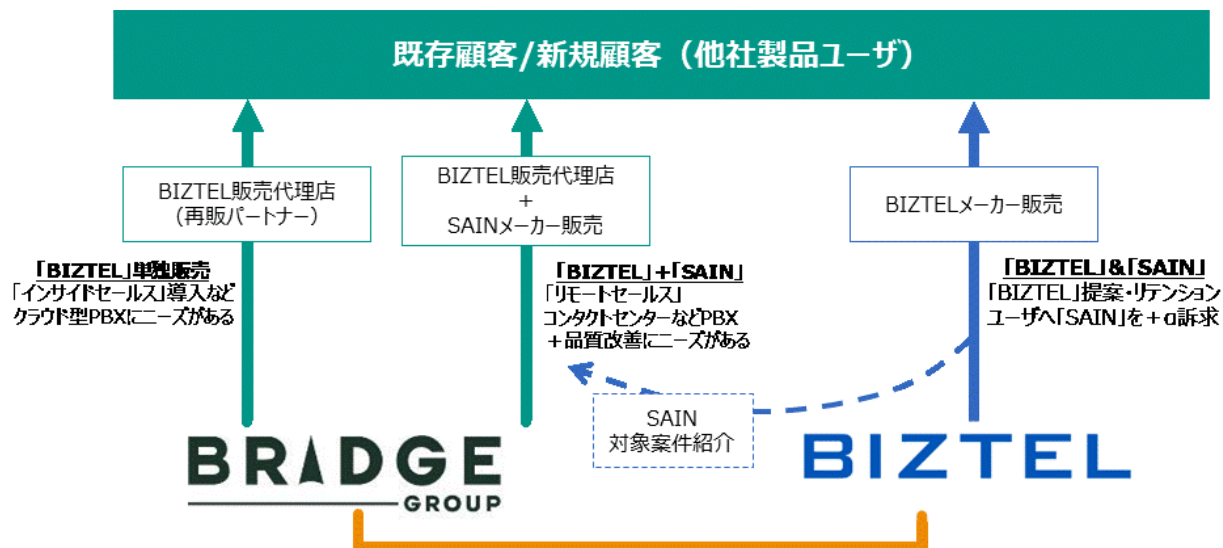 既存顧客/新規顧客（他社製品ユーザ）
BIZTEL販売代理店
(再販パートナー)
BIZTEL販売代理店
+
SAINメーカー販売
BIZTELメーカー販売
「BIZTEL」単独販売
「インサイドセールス」導入など
クラウド型PBXにニーズがある
「BIZTEL」+「SAIN」
「リモートセールス」
コンタクトセンターなどPBX
＋品質改善にニーズがある
「BIZTEL」&「SAIN」
「BIZTEL」提案・リテンション
ユーザへ「SAIN」を＋α訴求
SAIN
対象案件紹介
BRIDGE
GROUP
BIZTEL